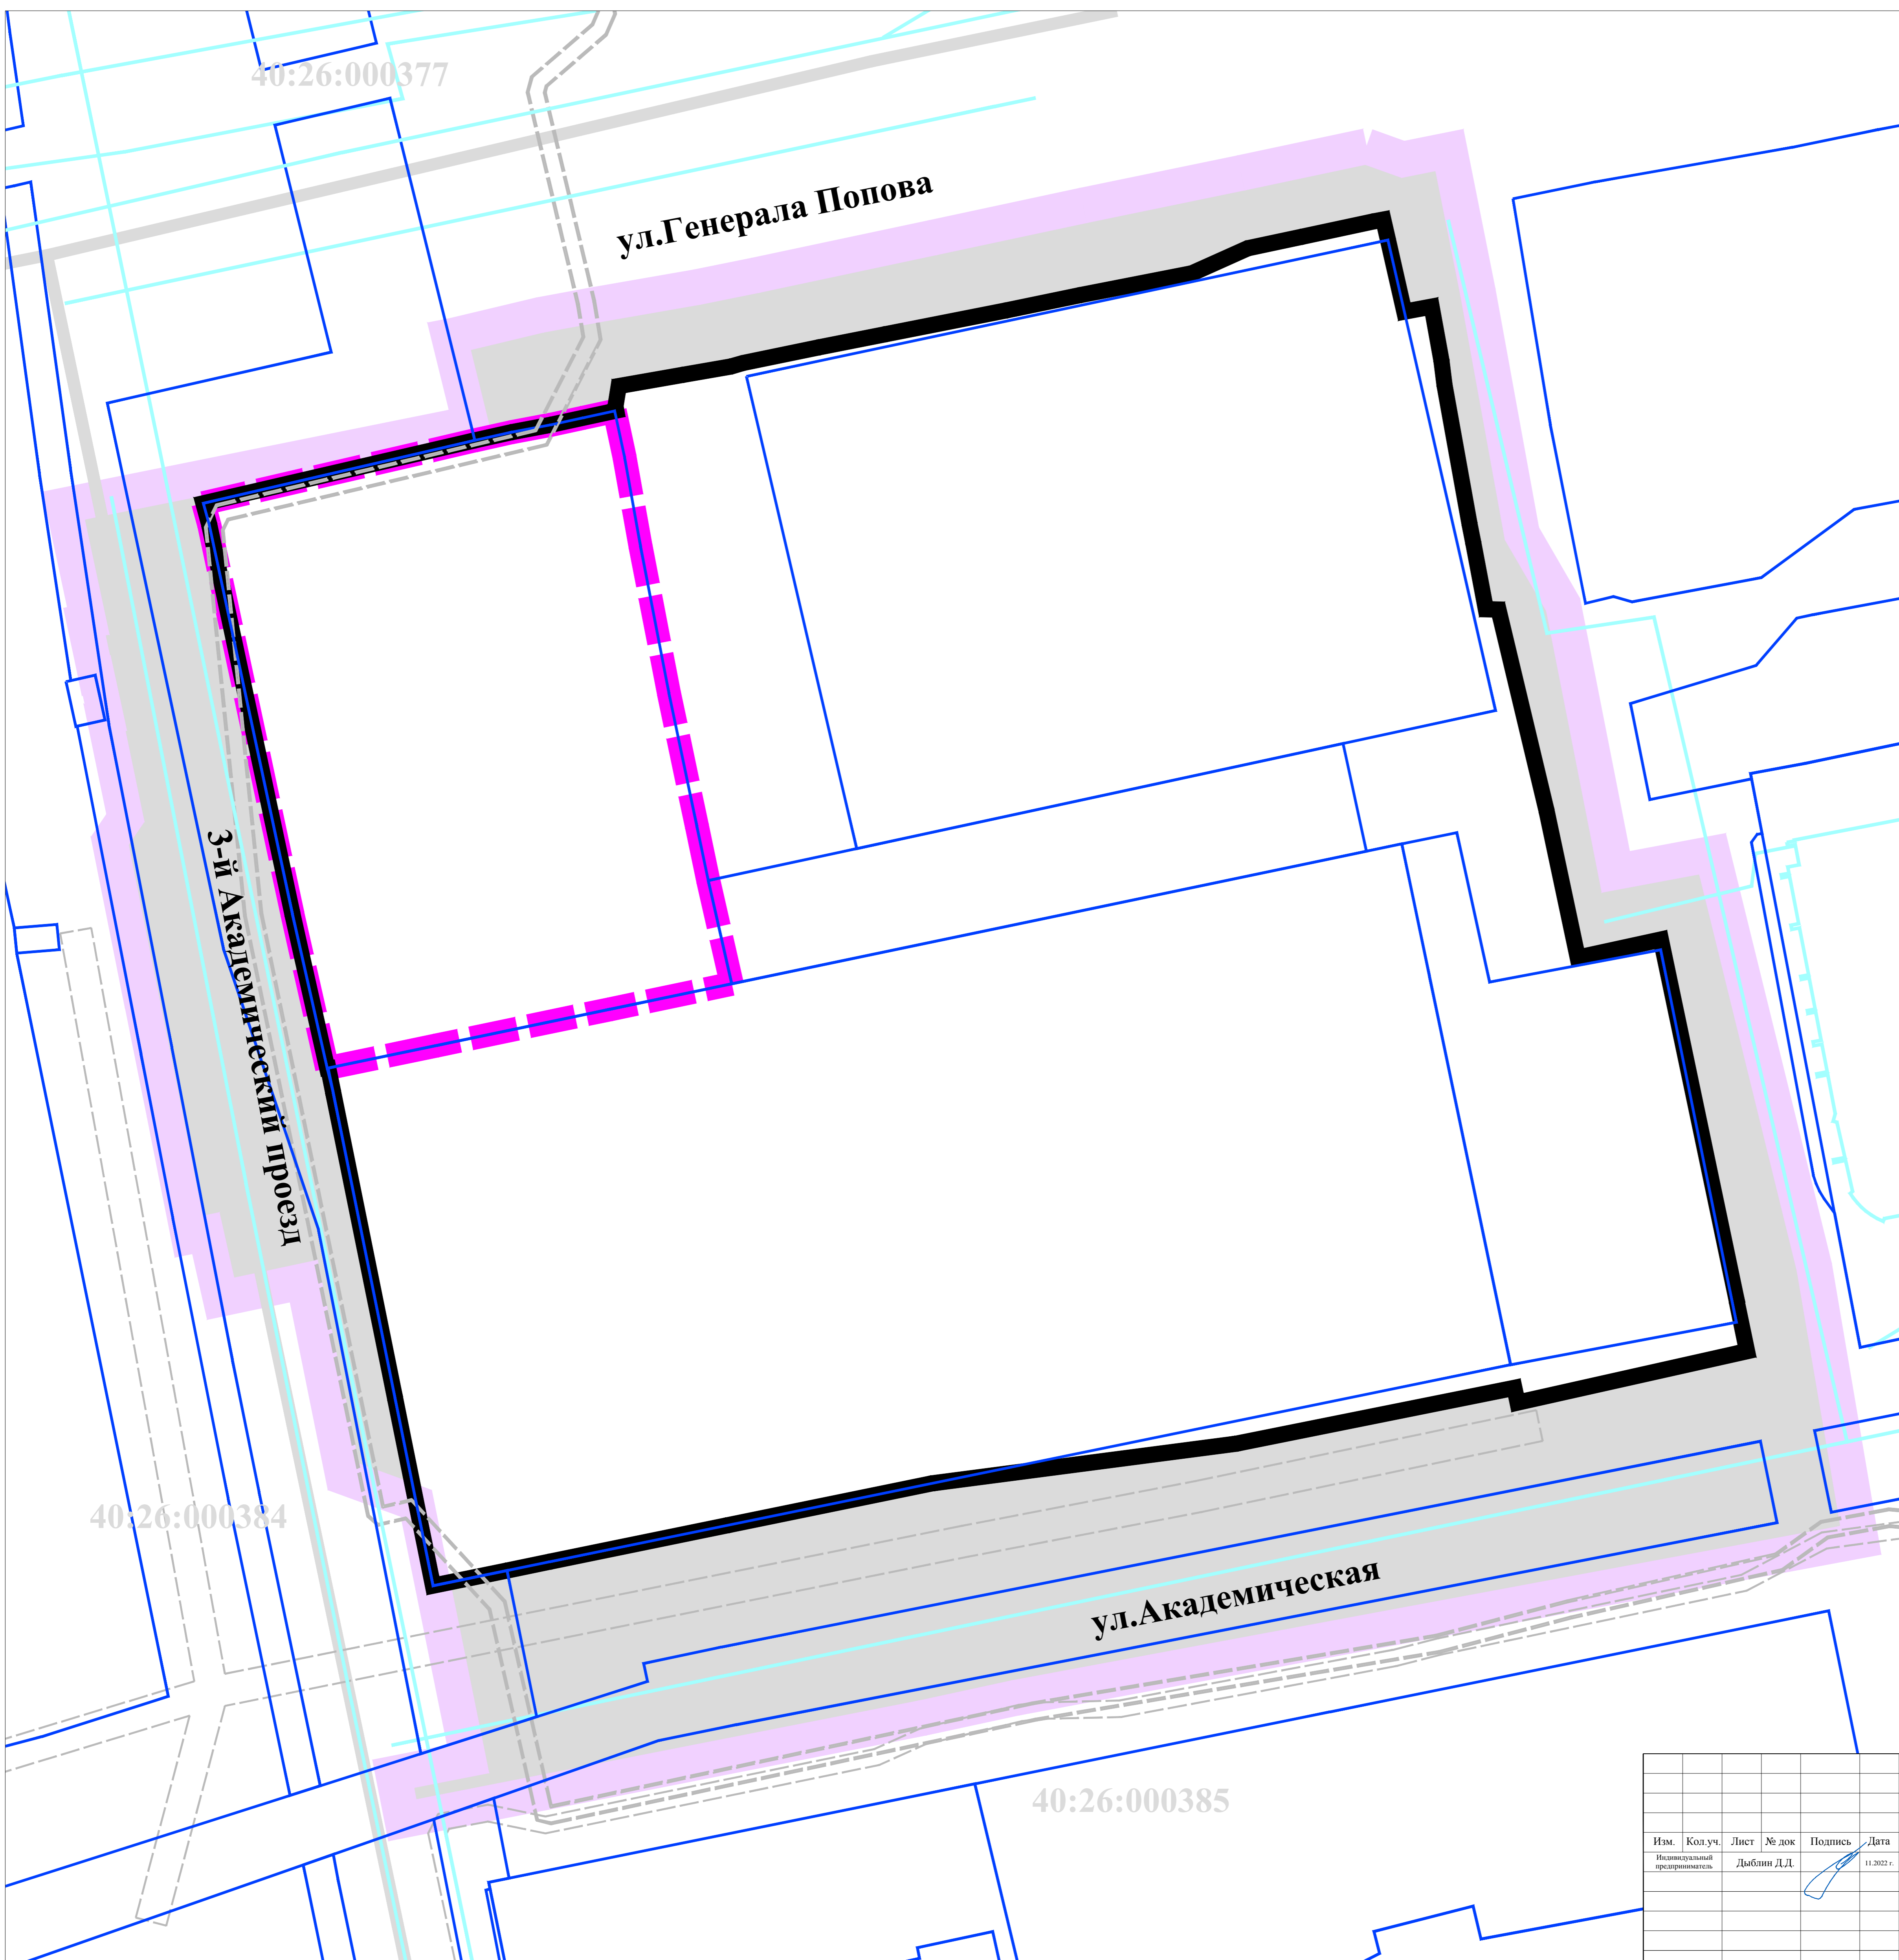 40:26:000377
ул.Генерала Попова
3-й Академический проезд
40:26:000384
ул.Академическая
40:26:000385
Изм. Кол.уч. Лист № док Подпись Дата
Индивидуальный предприниматель Дыблин Д.Д. 11.2022 г.